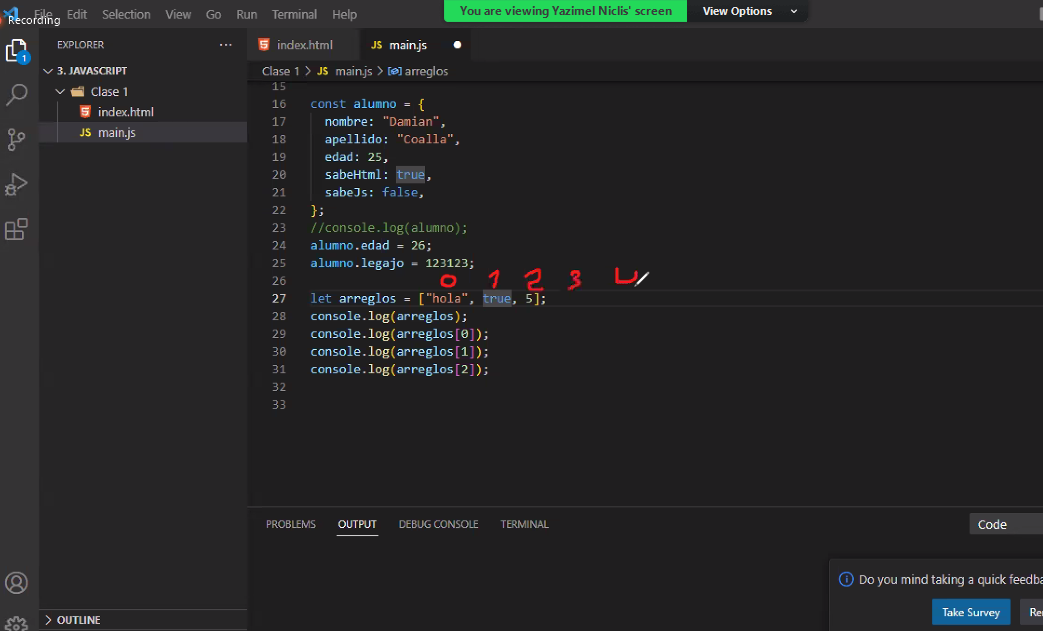 File Edit Selection View Go Run Terminal Help
Recording
You are viewing Yazimel Niclis' screen
View Options
EXPLORER
3. JAVASCRIPT
Clase 1
index.html
JS main.js
1
index.html
JS main.js
Clase 1 > JS main.js > arreglos
15
16 const alumno = {
17 nombre: "Damian",
18 apellido: "Coalla",
19 edad: 25,
20 sabeHtml: true,
21 sabeJs: false,
22 };
23 //console.log(alumno);
24 alumno.edad = 26;
25 alumno.legajo = 123123;
26
0 1 2 3 4
27 let arreglos = ["hola", true, 5];
28 console.log(arreglos);
29 console.log(arreglos[0]);
30 console.log(arreglos[1]);
31 console.log(arreglos[2]);
32
33
PROBLEMS OUTPUT DEBUG CONSOLE TERMINAL
Code
Do you mind taking a quick feedba
Take Survey
Re
OUTLINE